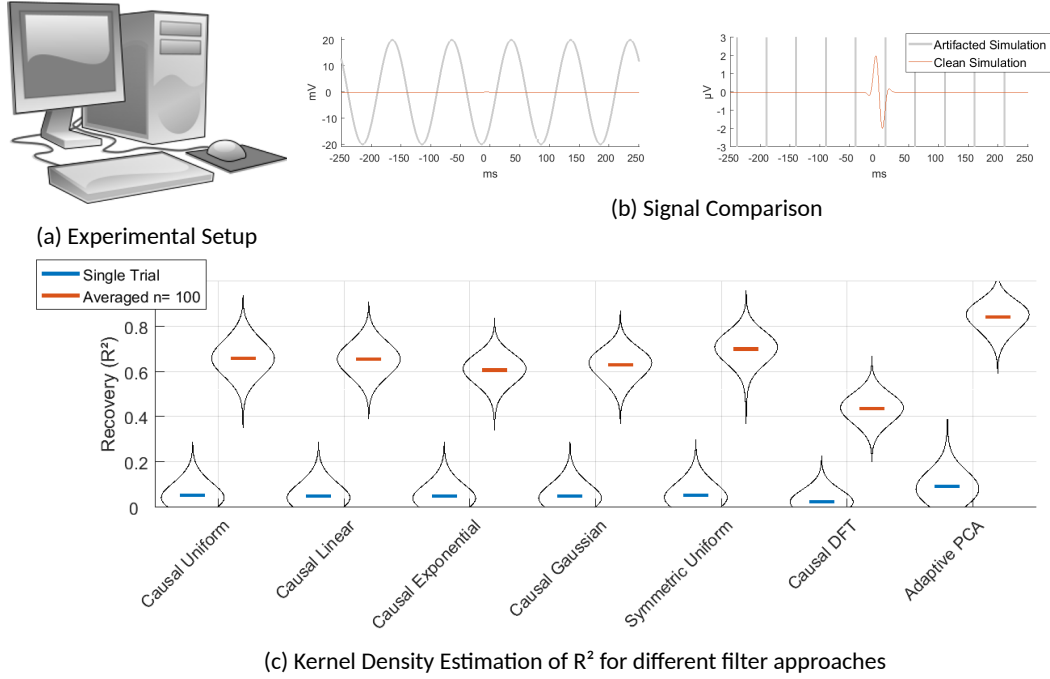 20
10
0
-10
-20
mV
-250 -200 -150 -100 -50 0 50 100 150 200 250
ms
3
2
1
0
-1
-2
-3
µV
-250 -200 -150 -100 -50 0 50 100 150 200 250
ms
Artifacted Simulation
Clean Simulation
(b) Signal Comparison
(a) Experimental Setup
Single Trial
Averaged n= 100
0.8
0.6
0.4
0.2
0
Recovery (R²)
Causal Uniform
Causal Linear
Causal Exponential
Causal Gaussian
Symmetric Uniform
Causal DFT
Adaptive PCA
(c) Kernel Density Estimation of R² for different filter approaches